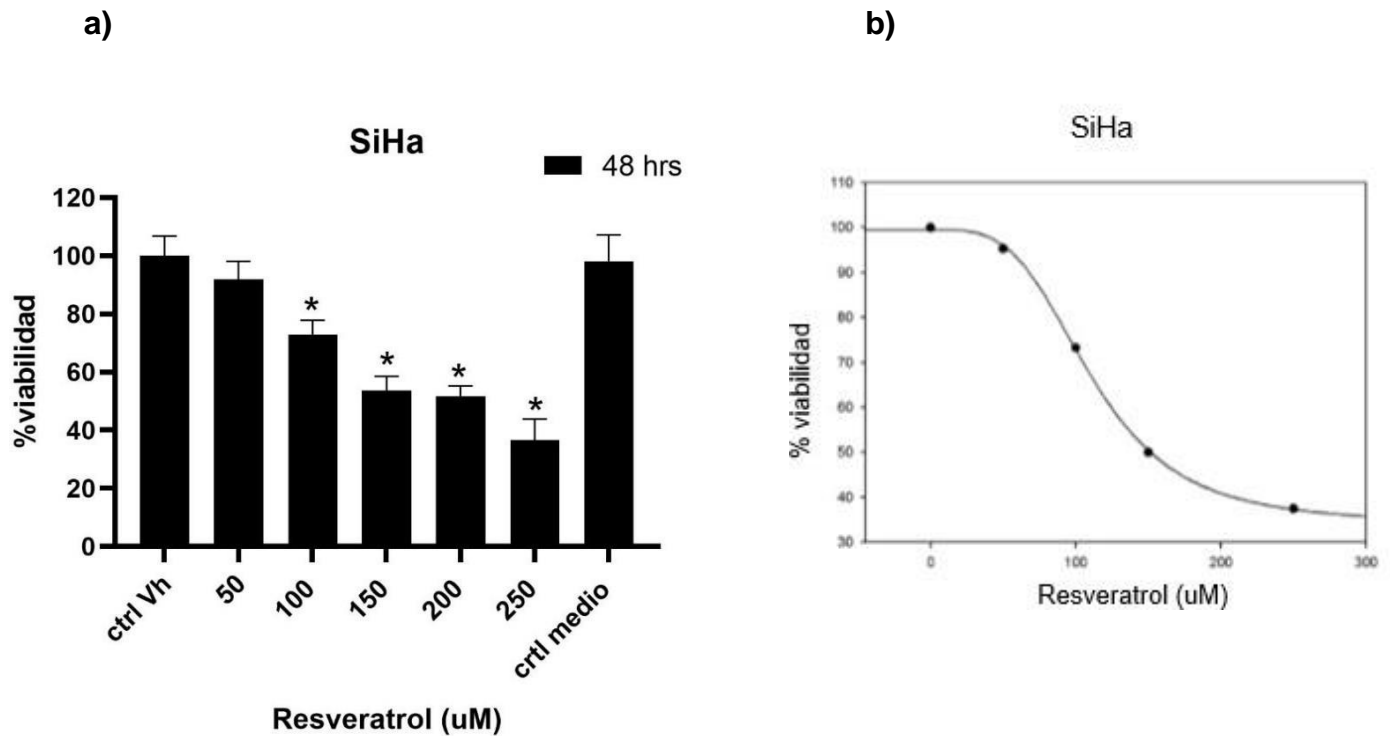 a)
SiHa
48 hrs
%viabilidad
120
100
80
60
40
20
0
ctrl Vh
50
100
150
200
250
crtl medio
* * * *
Resveratrol (uM)
b)
SiHa
% viabilidad
110
100
90
80
70
60
50
40
30
0 100 200 300
Resveratrol (uM)